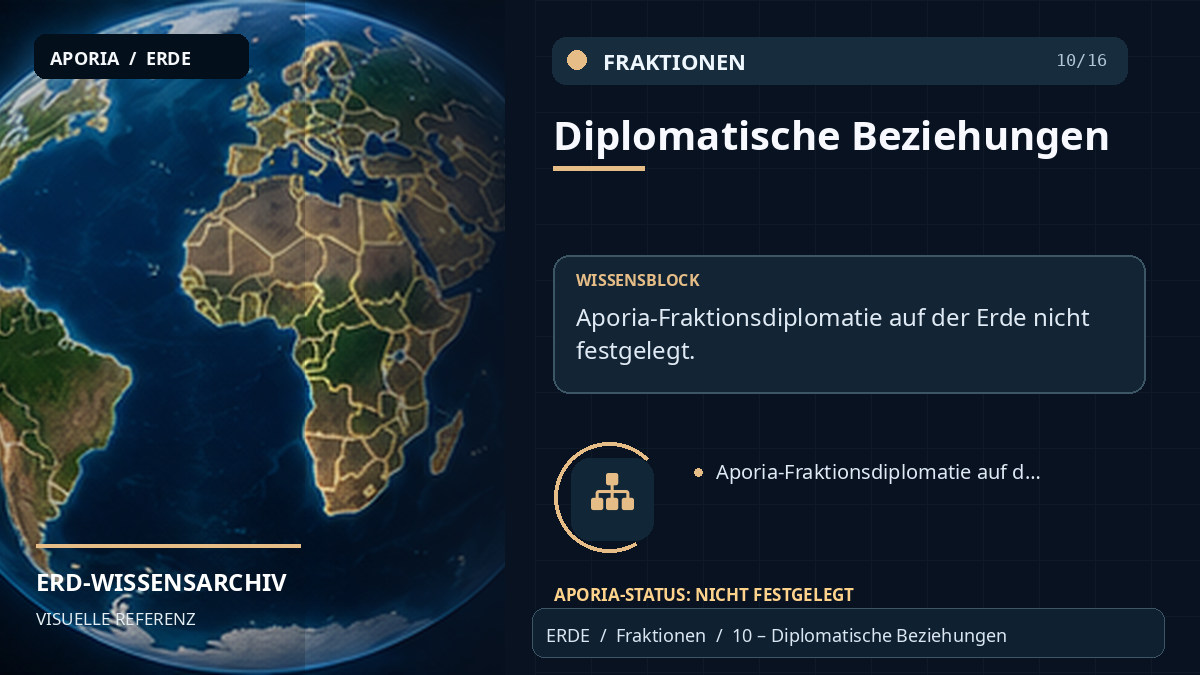 APORIA / ERDE
FRAKTIONEN
10/16
Diplomatische Beziehungen
WISSENSBLOCK
Aporia-Fraktionsdiplomatie auf der Erde nicht
festgelegt.
Aporia-Fraktionsdiplomatie auf d...
ERD-WISSENSARCHIV
VISUELLE REFERENZ
APORIA-STATUS: NICHT FESTGELEGT
ERDE / Fraktionen / 10 – Diplomatische Beziehungen